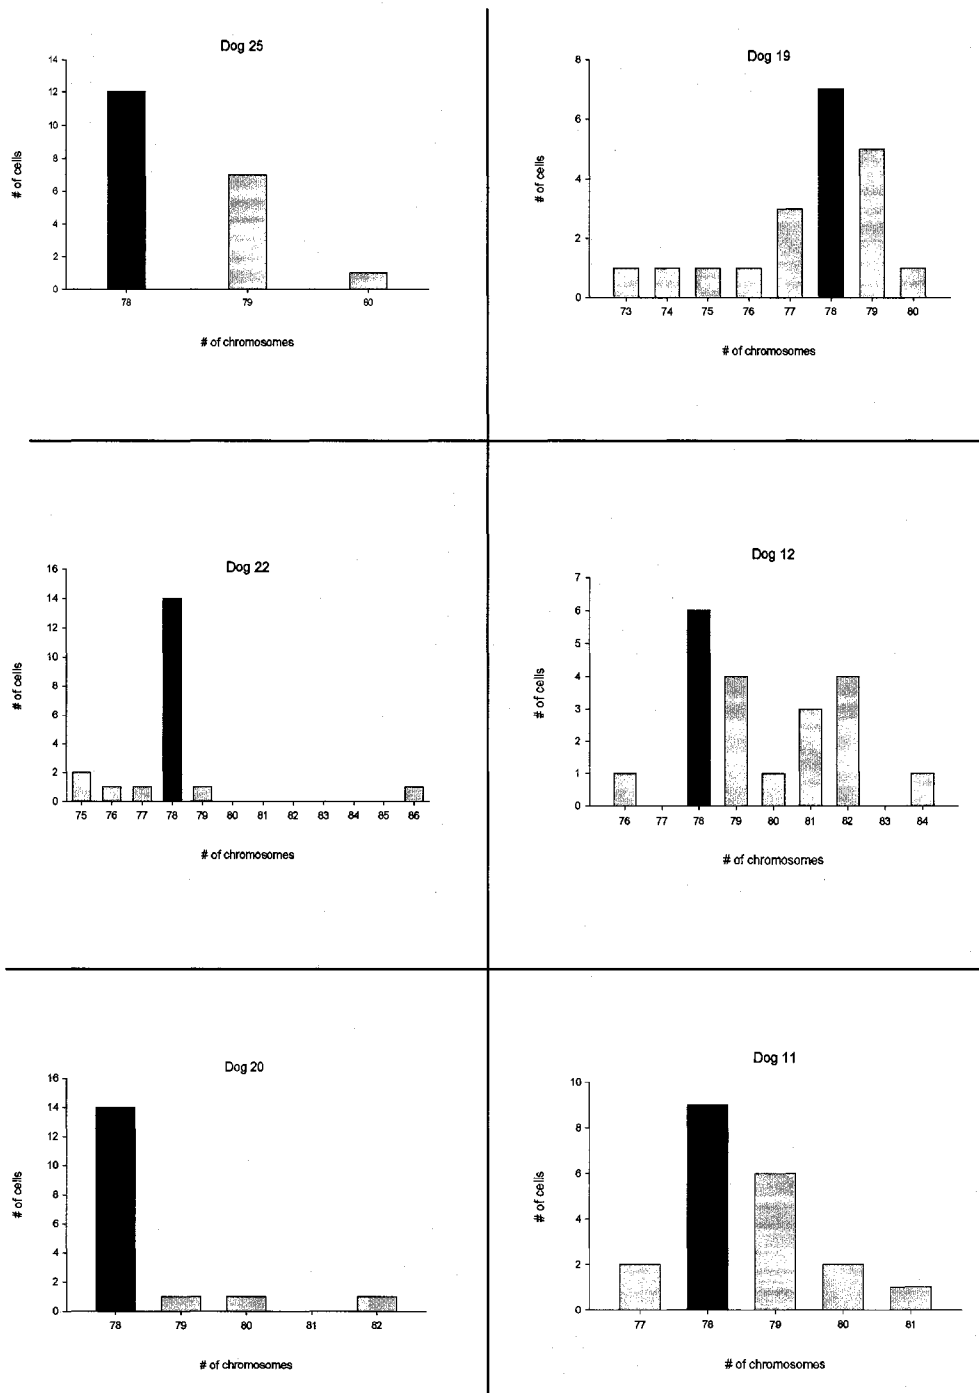 Dog 25
14
12
10
8
6
4
2
0
# of cells
78 79 80
# of chromosomes
Dog 19
8
6
4
2
0
# of cells
73 74 75 76 77 78 79 80
# of chromosomes
Dog 22
16
14
12
10
8
6
4
2
0
# of cells
75 76 77 78 79 80 81 82 83 84 85 86
# of chromosomes
Dog 12
7
6
5
4
3
2
1
0
# of cells
76 77 78 79 80 81 82 83 84
# of chromosomes
Dog 20
16
14
12
10
8
6
4
2
0
# of cells
78 79 80 81 82
# of chromosomes
Dog 11
10
8
6
4
2
0
# of cells
77 78 79 80 81
# of chromosomes